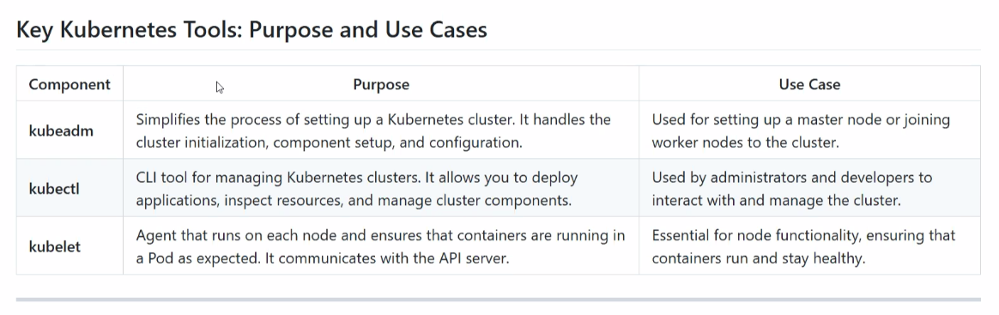 Key Kubernetes Tools: Purpose and Use Cases
Component Purpose Use Case
kubeadm
Simplifies the process of setting up a Kubernetes cluster. It handles the
cluster initialization, component setup, and configuration.
Used for setting up a master node or joining
worker nodes to the cluster.
kubectl
CLI tool for managing Kubernetes clusters. It allows you to deploy
applications, inspect resources, and manage cluster components.
Used by administrators and developers to
interact with and manage the cluster.
kubelet
Agent that runs on each node and ensures that containers are running in
a Pod as expected. It communicates with the API server.
Essential for node functionality, ensuring that
containers run and stay healthy.